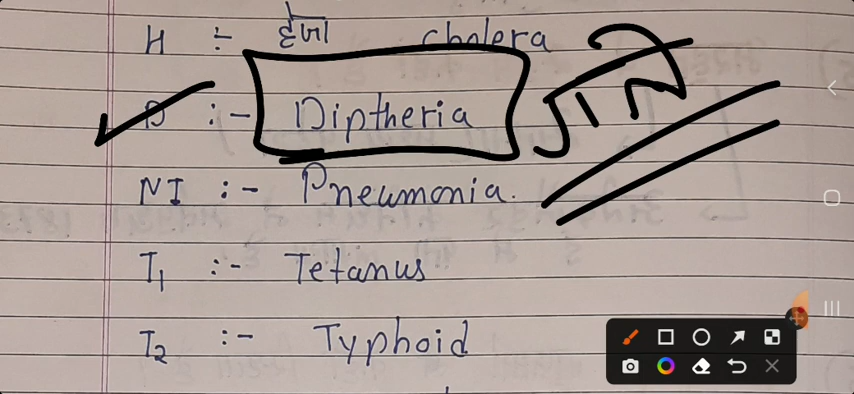 H :- हैजा cholera
D :- Diptheria
NI :- Pneumonia.
T1 :- Tetanus
T2 :- Typhoid